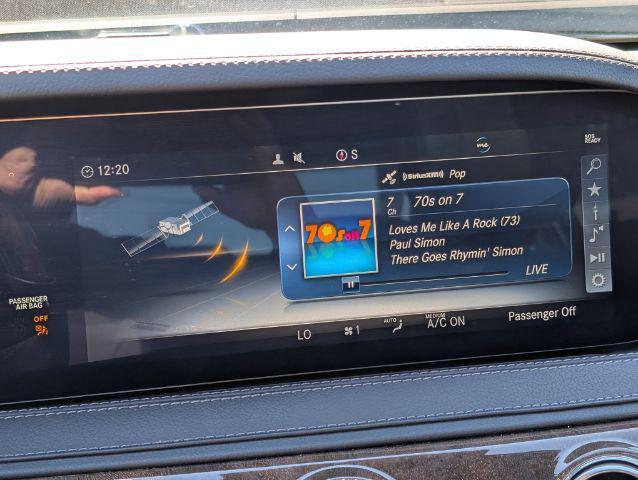 SOS
READY
me
12:20
S
((SiriusXM)) Pop
7 70s on 7
Ch
70s on 7
Loves Me Like A Rock (73)
Paul Simon
There Goes Rhymin' Simon
LIVE
PASSENGER
AIR BAG
OFF
LO
1
AUTO
MEDIUM
A/C ON
Passenger Off